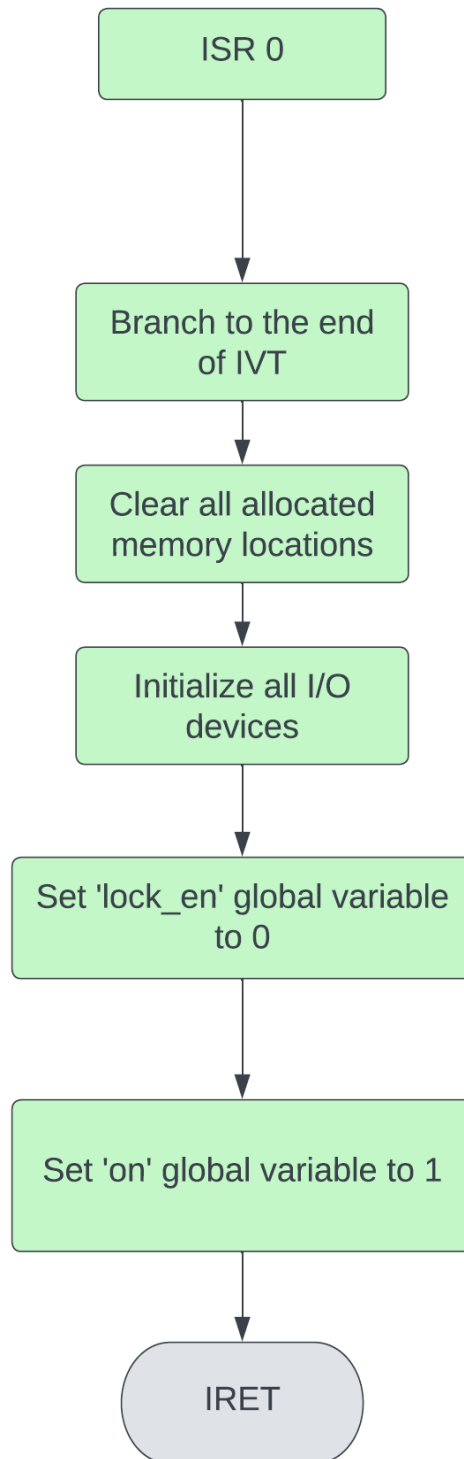 ISR 0
Branch to the end
of IVT
Clear all allocated
memory locations
Initialize all I/O
devices
Set 'lock_en' global variable
to 0
Set 'on' global variable to 1
IRET